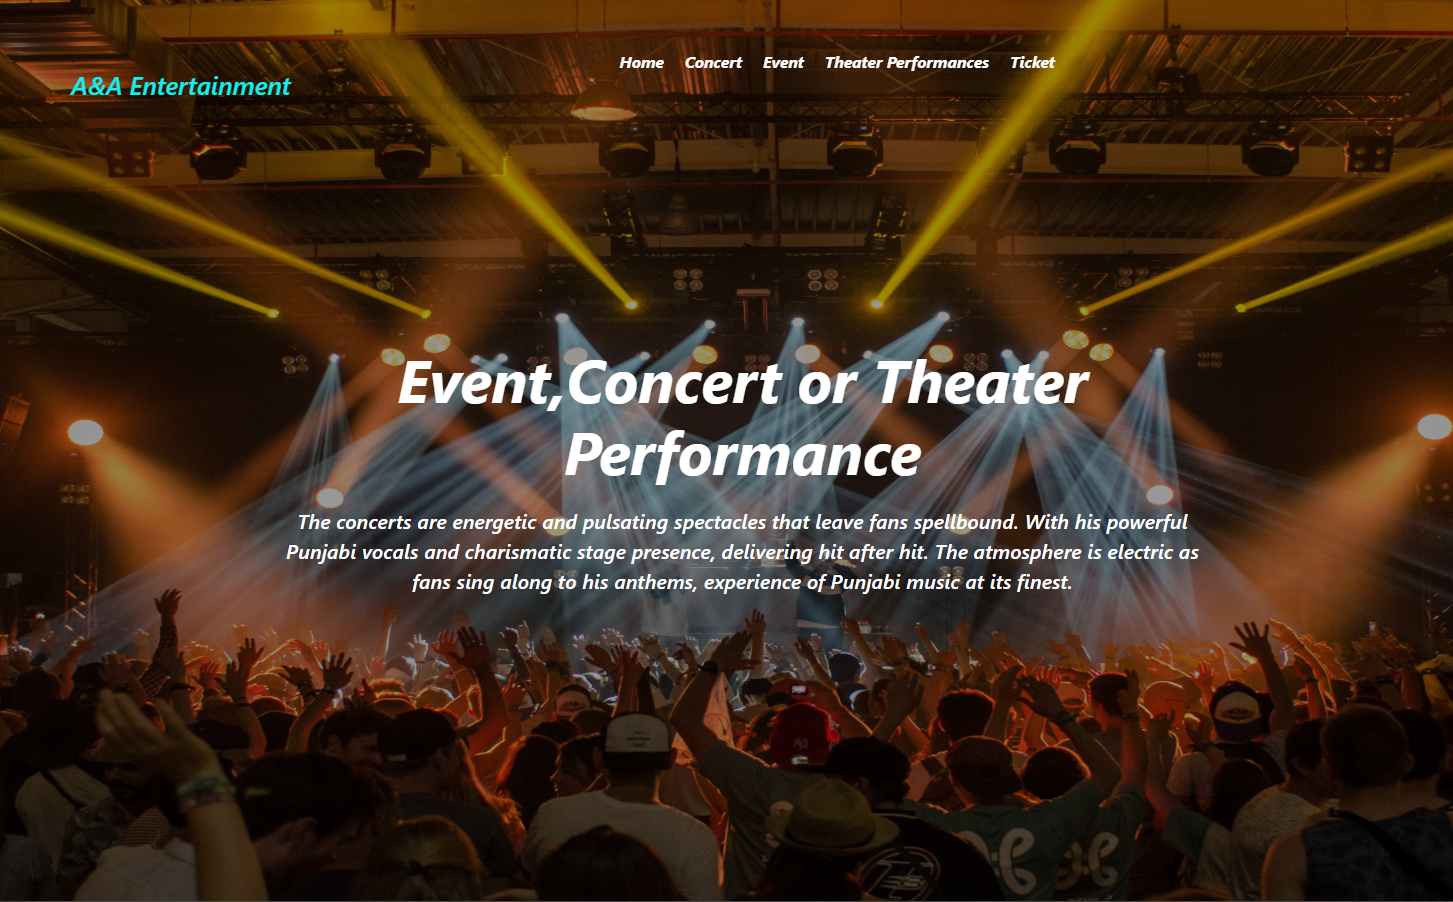 Home Concert Event Theater Performances Ticket
A&A Entertainment
Event,Concert or Theater
Performance
The concerts are energetic and pulsating spectacles that leave fans spellbound. With his powerful
Punjabi vocals and charismatic stage presence, delivering hit after hit. The atmosphere is electric as
fans sing along to his anthems, experience of Punjabi music at its finest.